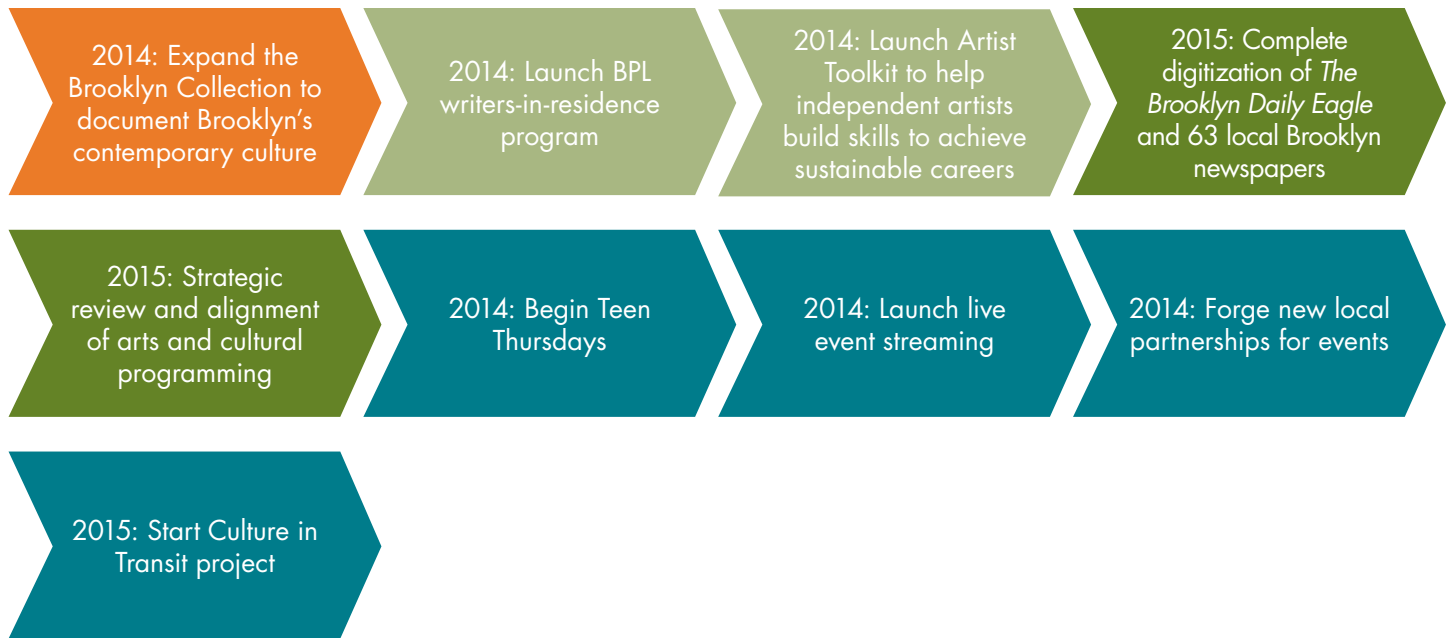 2014: Expand the
Brooklyn Collection to
document Brooklyn’s
contemporary culture
2014: Launch BPL
writers-in-residence
program
2014: Launch Artist
Toolkit to help
independent artists
build skills to achieve
sustainable careers
2015: Complete
digitization of The
Brooklyn Daily Eagle
and 63 local Brooklyn
newspapers
2015: Strategic
review and alignment
of arts and cultural
programming
2014: Begin Teen
Thursdays
2014: Launch live
event streaming
2014: Forge new local
partnerships for events
2015: Start Culture in
Transit project